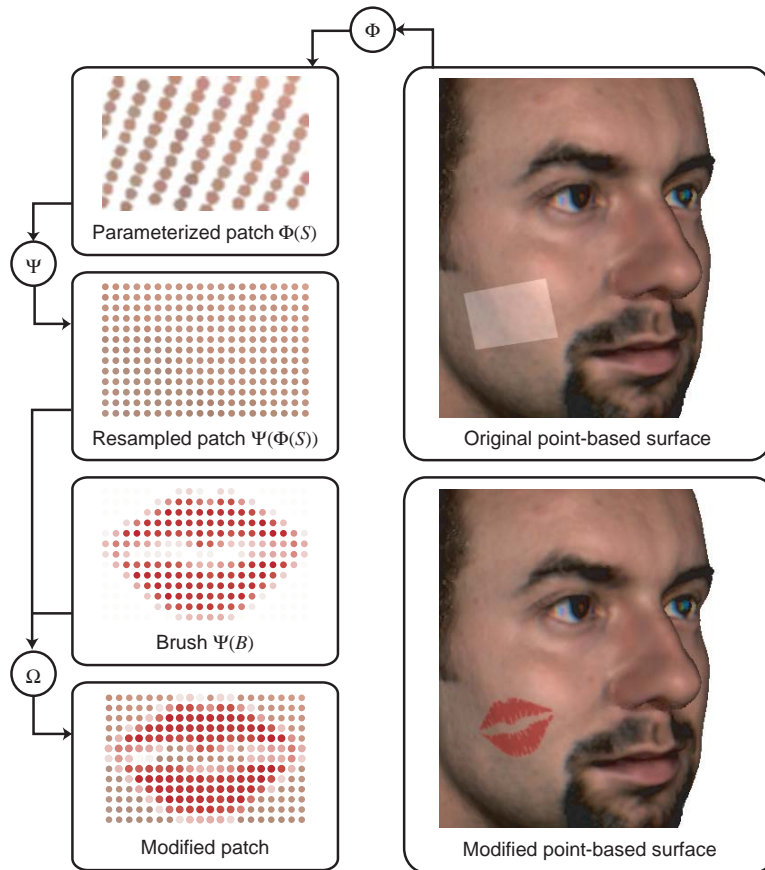 Φ
Parameterized patch Φ(S)
Ψ
Resampled patch Ψ(Φ(S))
Original point-based surface
Brush Ψ(B)
Ω
Modified patch
Modified point-based surface